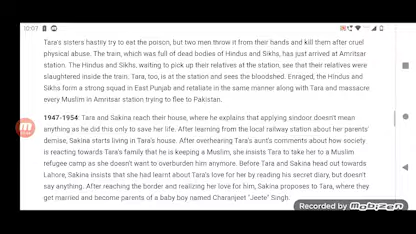 10:07
Tara's sisters hastily try to eat the poison, but two men throw it from their hands and kill them after cruel
physical abuse. The train, which was full of dead bodies of Hindus and Sikhs, has just arrived at Amritsar
station. The Hindus and Sikhs, waiting to pick up their relatives at the station, see that their relatives were
slaughtered inside the train. Tara, too, is at the station and sees the bloodshed. Enraged, the Hindus and
Sikhs form a strong squad in East Punjab and retaliate in the same manner along with Tara and massacre
every Muslim in Amritsar station trying to flee to Pakistan.
1947-1954: Tara and Sakina reach their house, where he explains that applying sindoor doesn't mean
anything as he did this only to save her life. After learning from the local railway station about her parents'
demise, Sakina starts living in Tara's house. After overhearing Tara's aunt's comments about how society
is reacting towards Tara's family that he is keeping a Muslim, she insists Tara to take her to a Muslim
refugee camp as she doesn't want to overburden him anymore. Before Tara and Sakina head out towards
Lahore, Sakina insists that she had learnt about Tara's love for her by reading his secret diary, but doesn't
say anything. After reaching the border and realizing her love for him, Sakina proposes to Tara, where they
get married and become parents of a baby boy named Charanjeet "Jeete" Singh.
Recorded by Mobizen